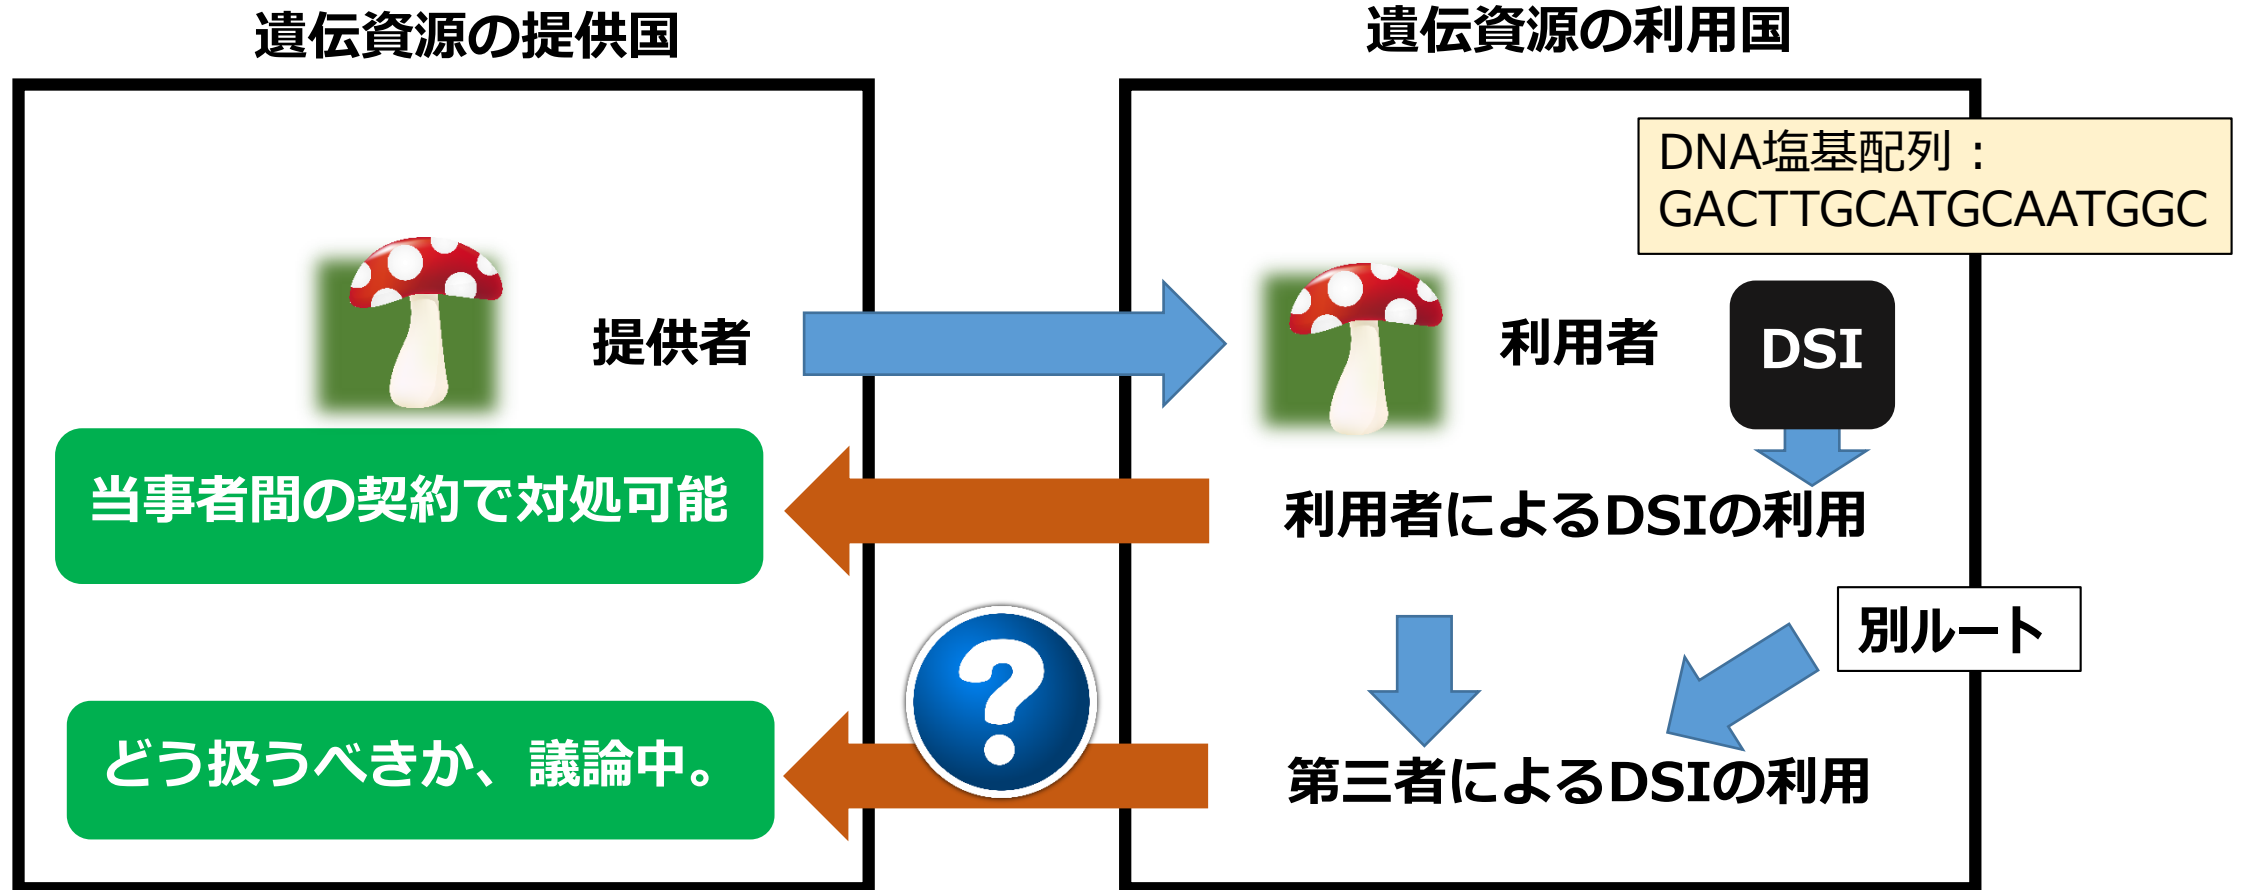 遺伝資源の提供国
遺伝資源の利用国
DNA塩基配列：
GACTTGCATGCAATGGC
提供者
利用者
DSI
当事者間の契約で対処可能
利用者によるDSIの利用
別ルート
どう扱うべきか、議論中。
第三者によるDSIの利用